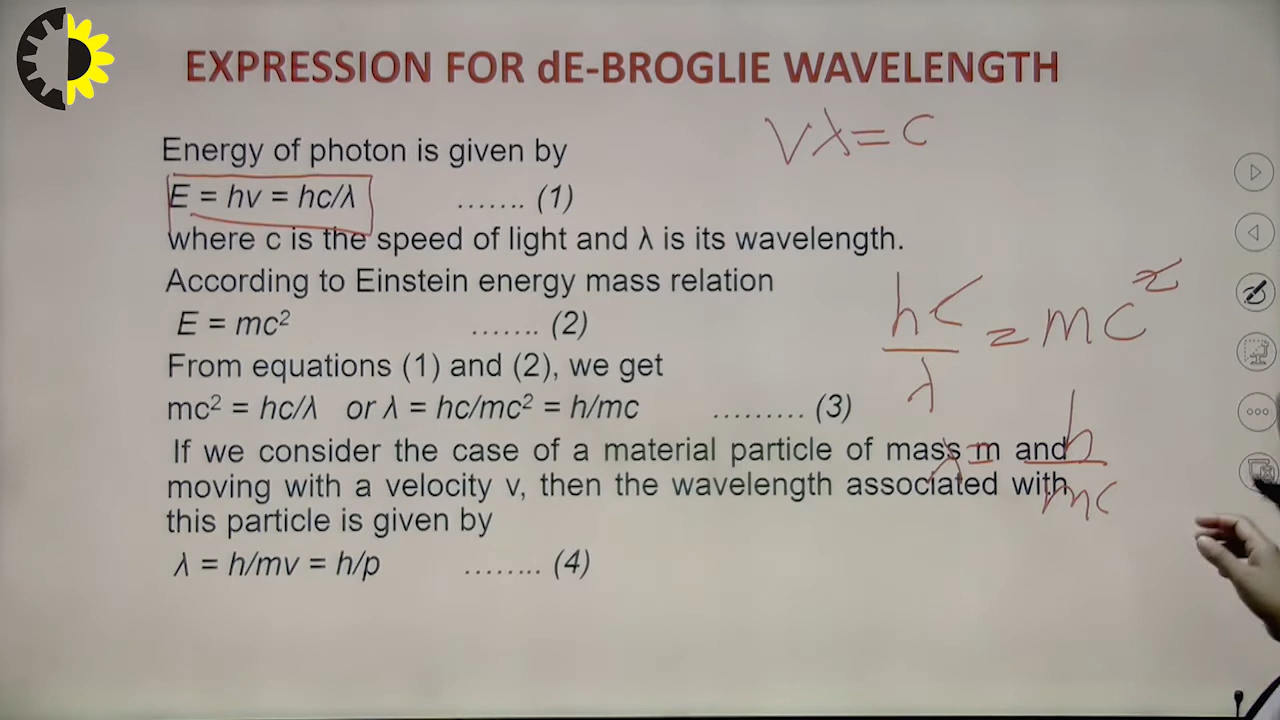 EXPRESSION FOR dE-BROGLIE WAVELENGTH
νλ = c
Energy of photon is given by
E = hν = hc/λ ……. (1)
where c is the speed of light and λ is its wavelength.
According to Einstein energy mass relation
E = mc² ……. (2)
hc/λ = mc²
From equations (1) and (2), we get
mc² = hc/λ or λ = hc/mc² = h/mc ……… (3)
λ = h/mc
If we consider the case of a material particle of mass m and
moving with a velocity v, then the wavelength associated with
this particle is given by
λ = h/mv = h/p …….. (4)